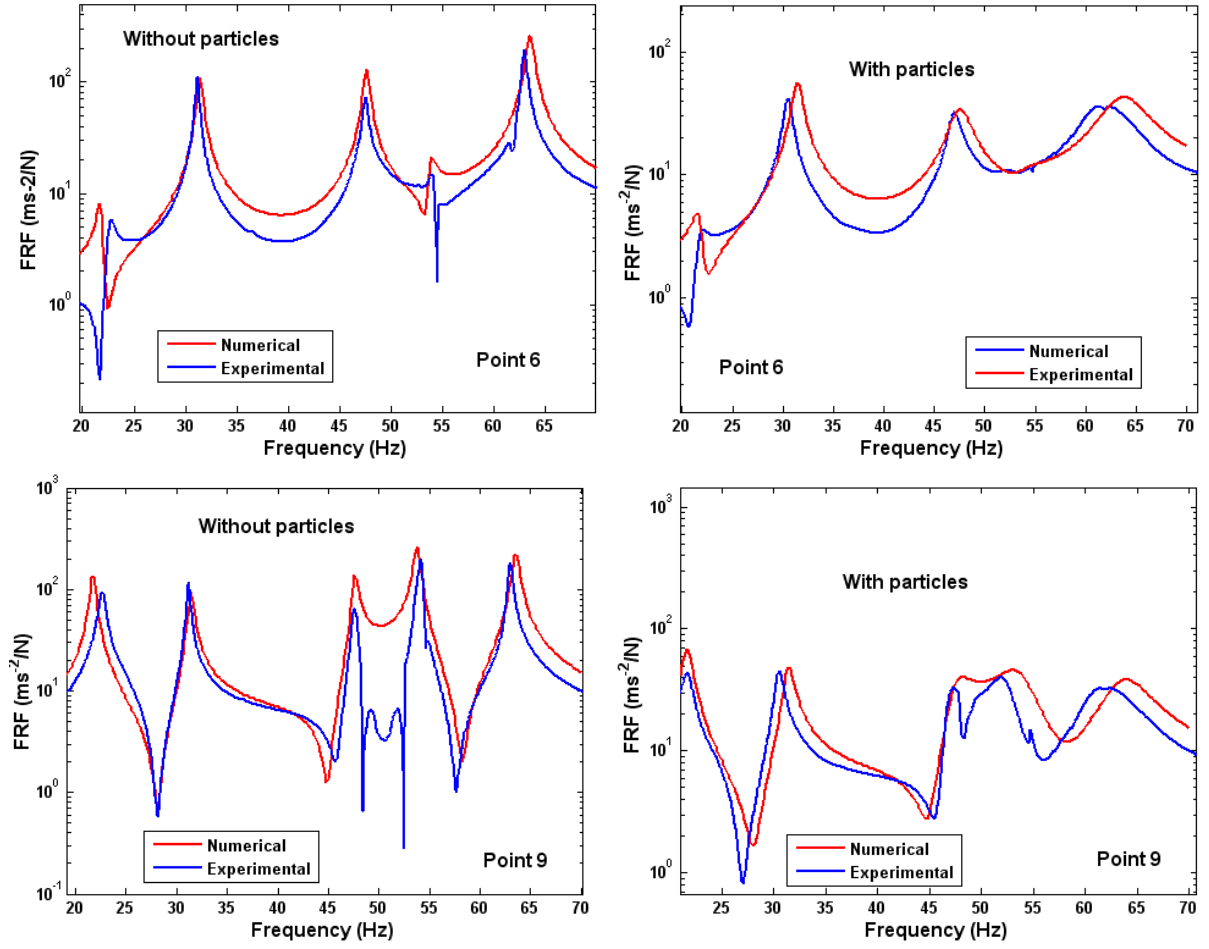 Without particles
FRF (ms-2/N)
10^2
10^1
10^0
Numerical
Experimental
Point 6
20 25 30 35 40 45 50 55 60 65
Frequency (Hz)
With particles
FRF (ms^-2/N)
10^2
10^1
10^0
Point 6
Numerical
Experimental
20 25 30 35 40 45 50 55 60 65 70
Frequency (Hz)
Without particles
FRF (ms^-2/N)
10^3
10^2
10^1
10^0
10^-1
Numerical
Experimental
Point 9
20 25 30 35 40 45 50 55 60 65 70
Frequency (Hz)
With particles
FRF (ms^-2/N)
10^3
10^2
10^1
10^0
Numerical
Experimental
Point 9
25 30 35 40 45 50 55 60 65 70
Frequency (Hz)